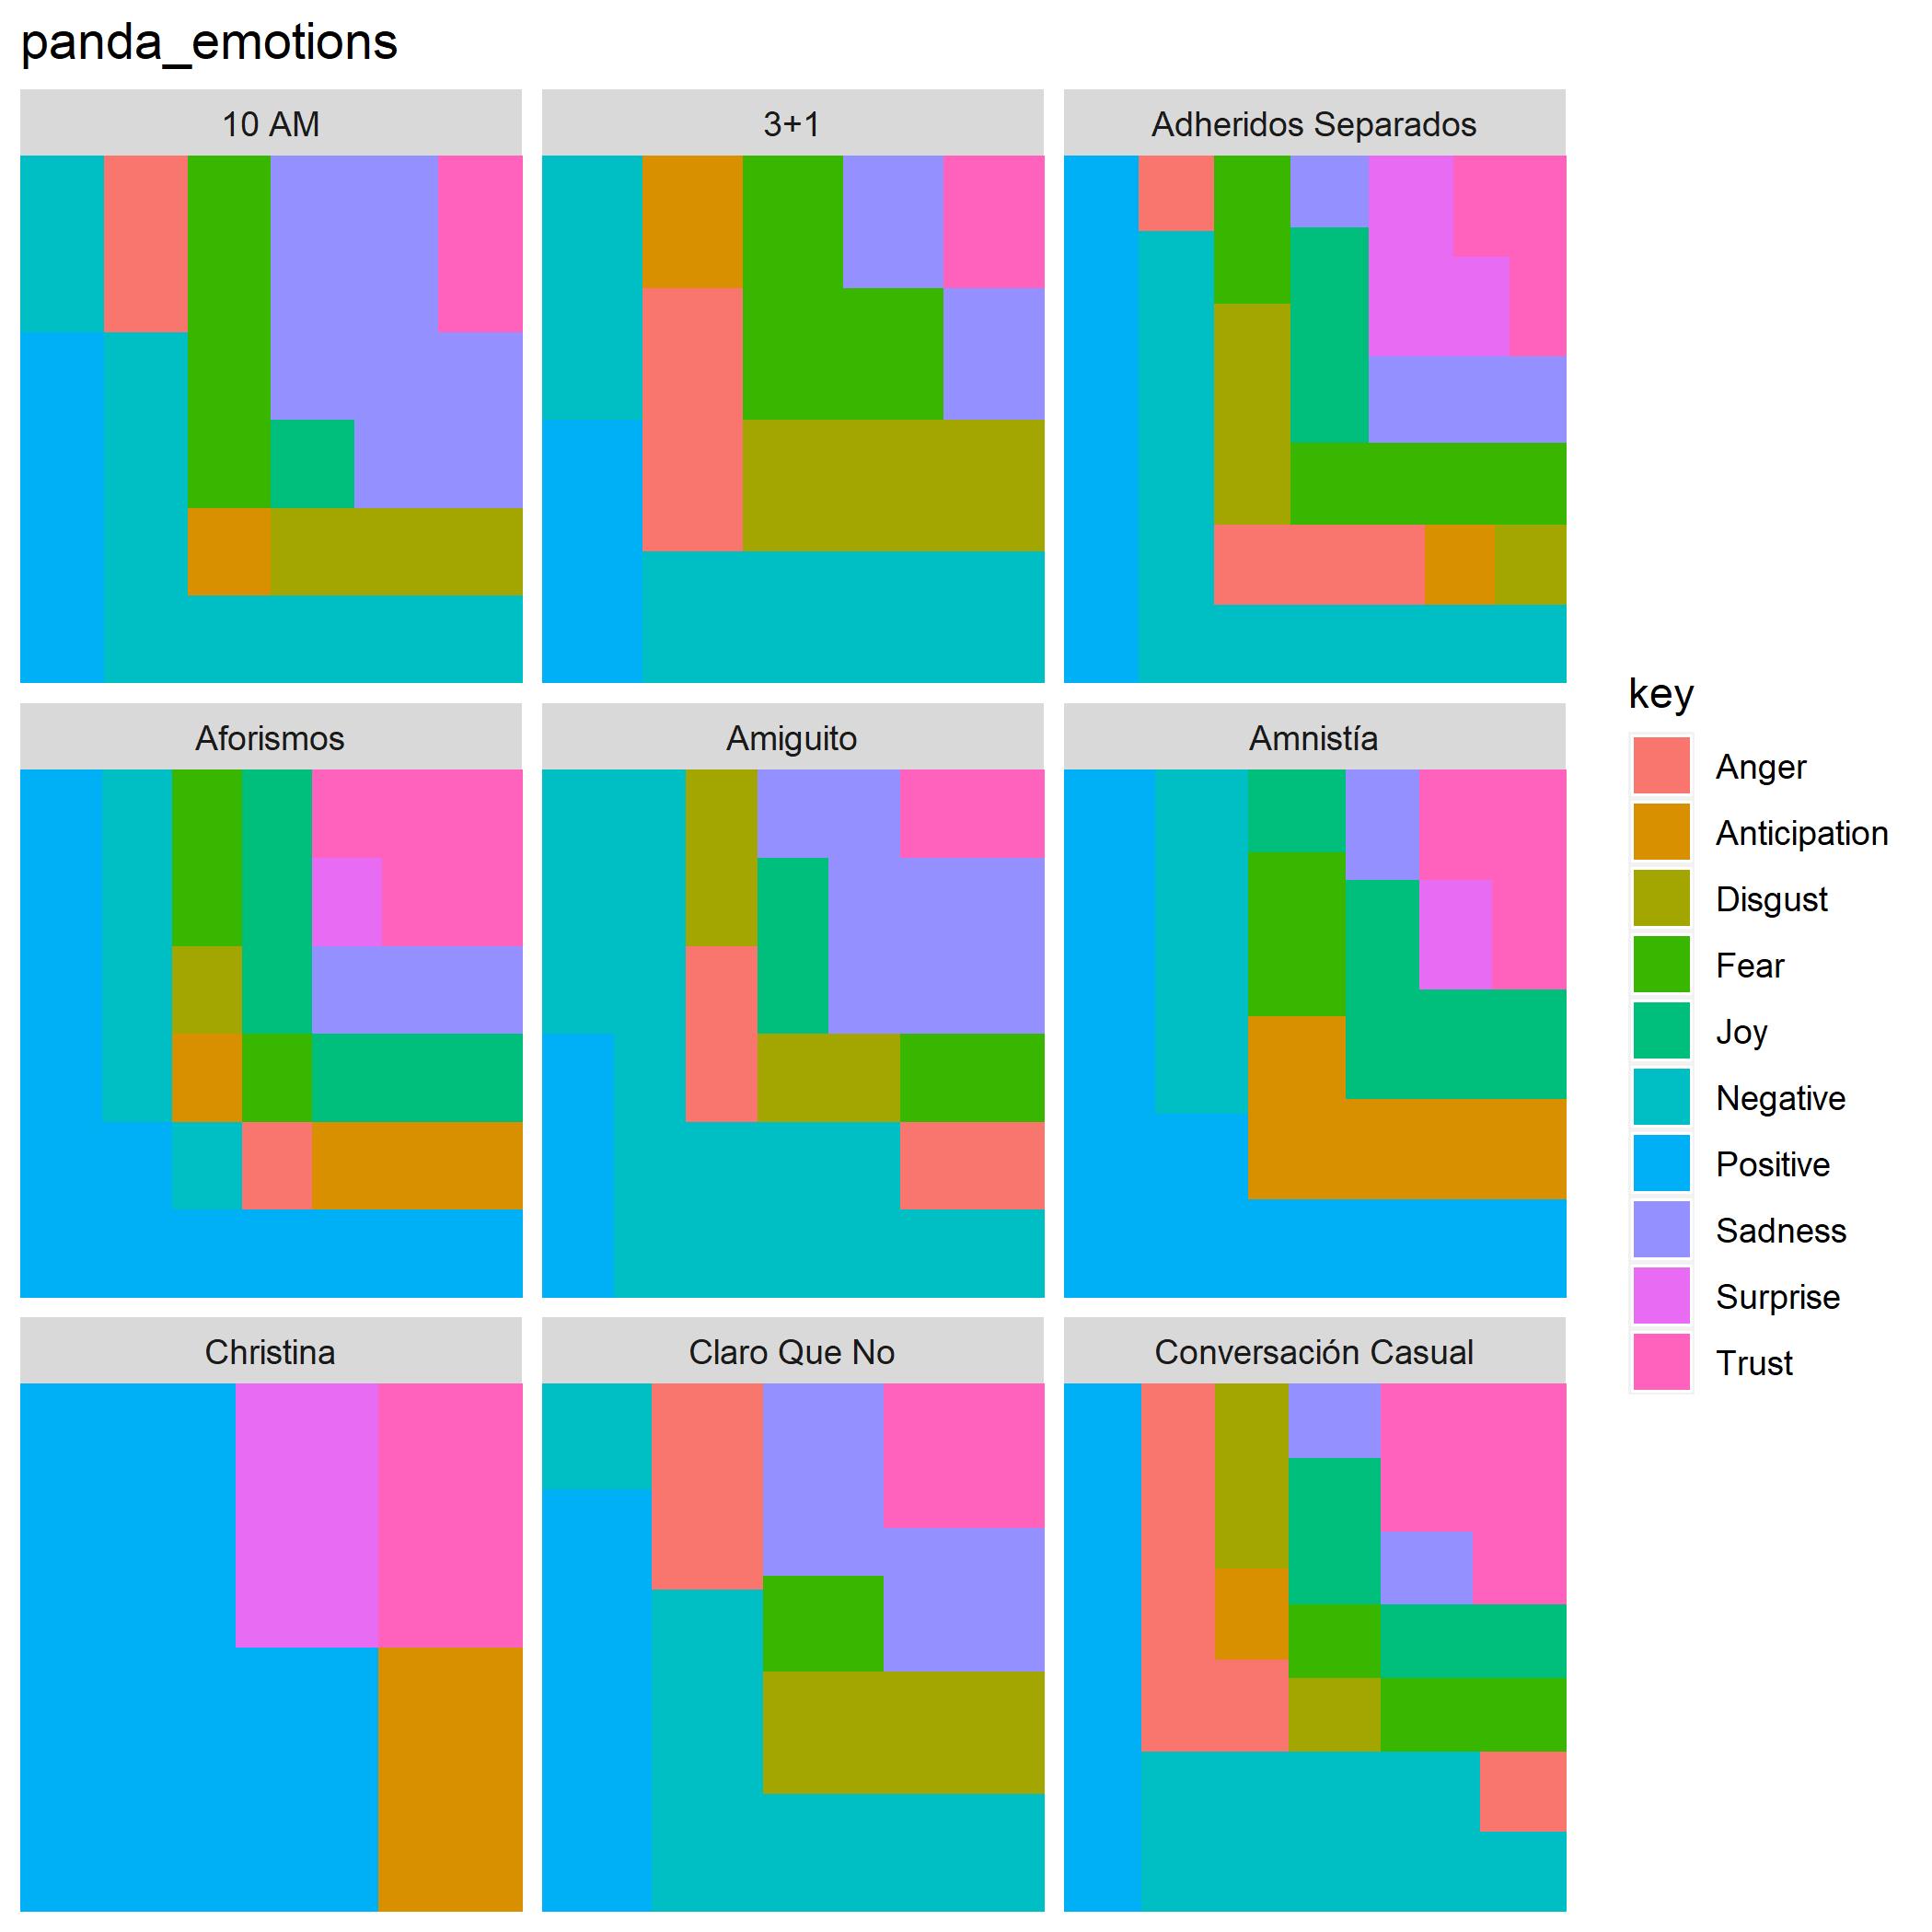 panda_emotions
10 AM
3+1
Adheridos Separados
Aforismos
Amiguito
Amnistía
Christina
Claro Que No
Conversación Casual
key
Anger
Anticipation
Disgust
Fear
Joy
Negative
Positive
Sadness
Surprise
Trust